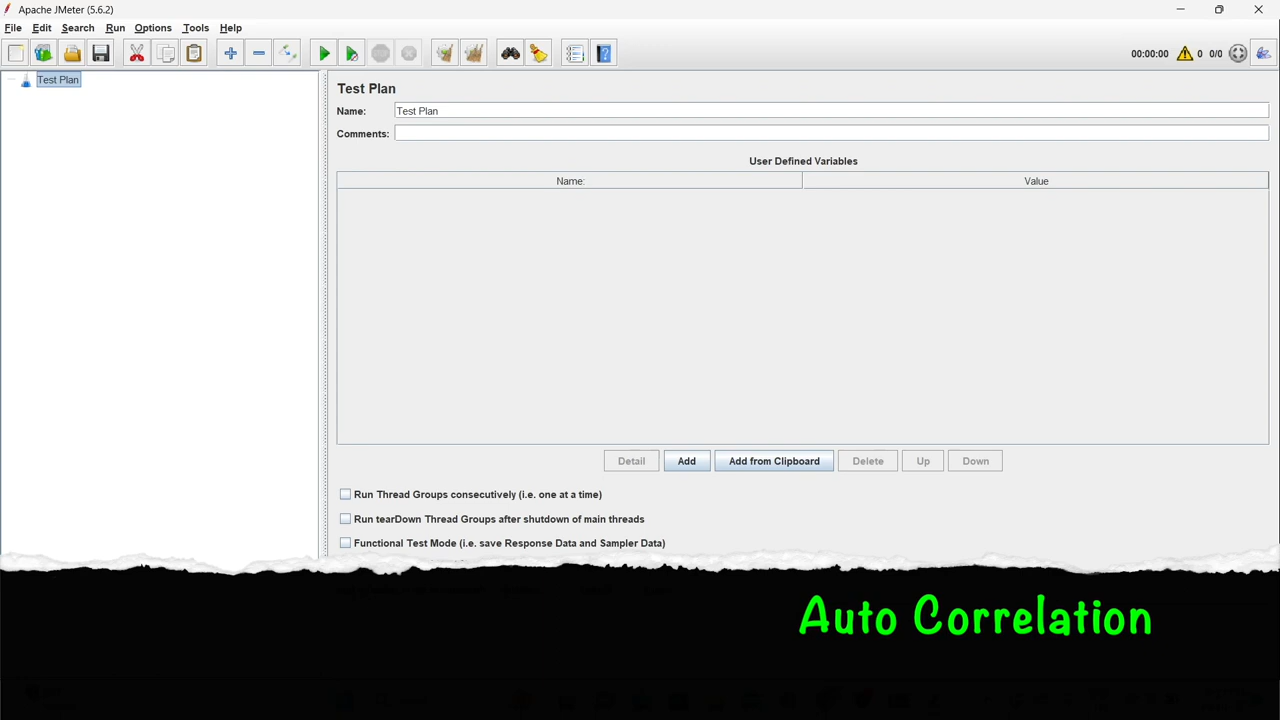 Apache JMeter (5.6.2)
File Edit Search Run Options Tools Help
00:00:00 0 0/0
Test Plan
Test Plan
Name: Test Plan
Comments:
User Defined Variables
Name: Value
Detail Add Add from Clipboard Delete Up Down
Run Thread Groups consecutively (i.e. one at a time)
Run tearDown Thread Groups after shutdown of main threads
Functional Test Mode (i.e. save Response Data and Sampler Data)
Auto Correlation